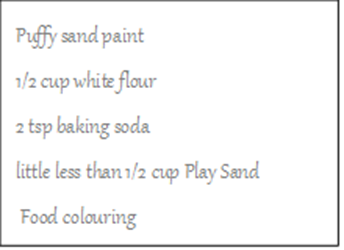 Puffy sand paint
1/2 cup white flour
2 tsp baking soda
little less than 1/2 cup Play Sand
Food colouring